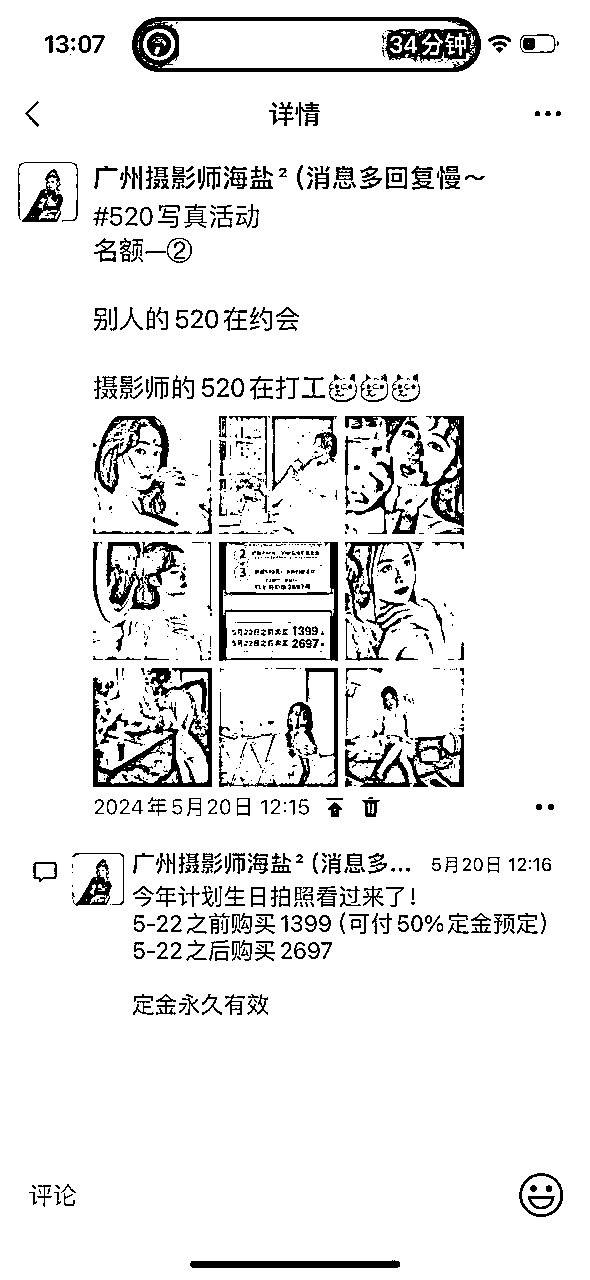 13:07
34分钟
详情
广州摄影师海盐²（消息多回复慢～
#520写真活动
名额—②
别人的520在约会
摄影师的520在打工
2
3
5月22日之前 1399
5月22日之后 2697
2024年5月20日 12:15
广州摄影师海盐²（消息多... 5月20日 12:16
今年计划生日拍照看过来了！
5-22之前购买1399（可付50%定金预定）
5-22之后购买2697
定金永久有效
评论